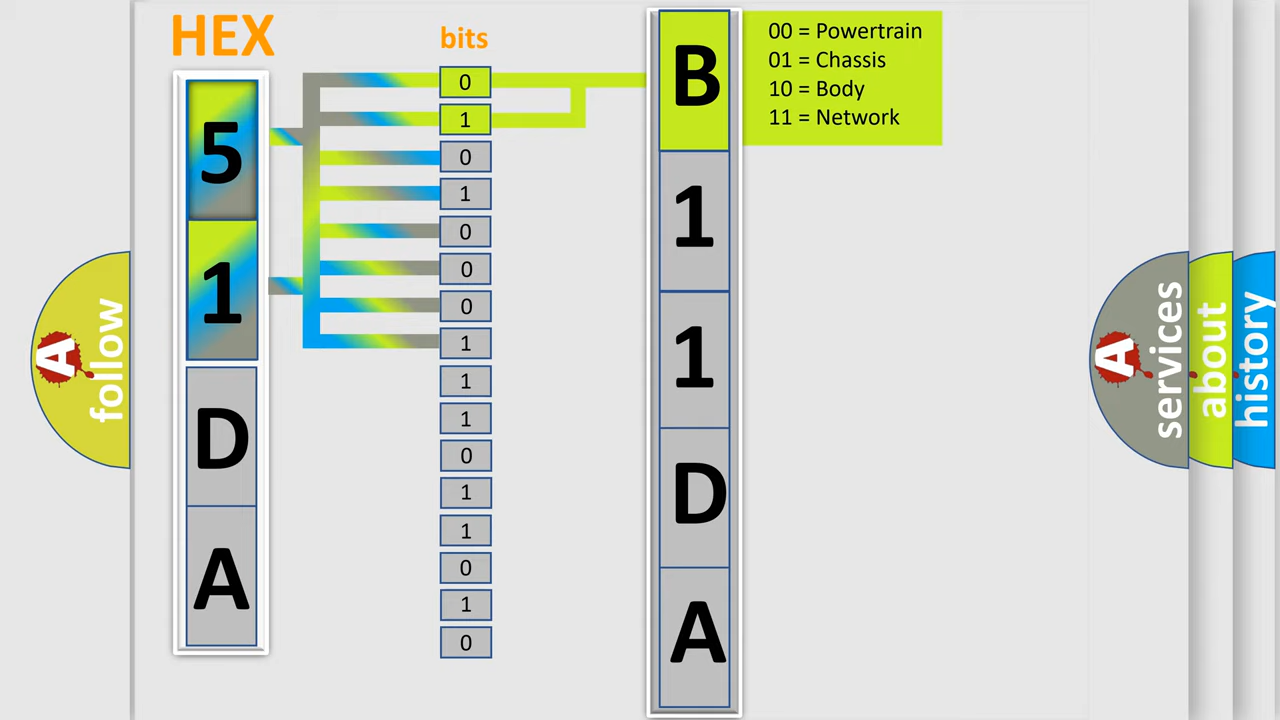 HEX
bits
5
1
D
A
0
1
0
1
0
0
0
1
1
1
0
1
1
0
1
0
B
1
1
D
A
00 = Powertrain
01 = Chassis
10 = Body
11 = Network
A
follow
A
services
about
history